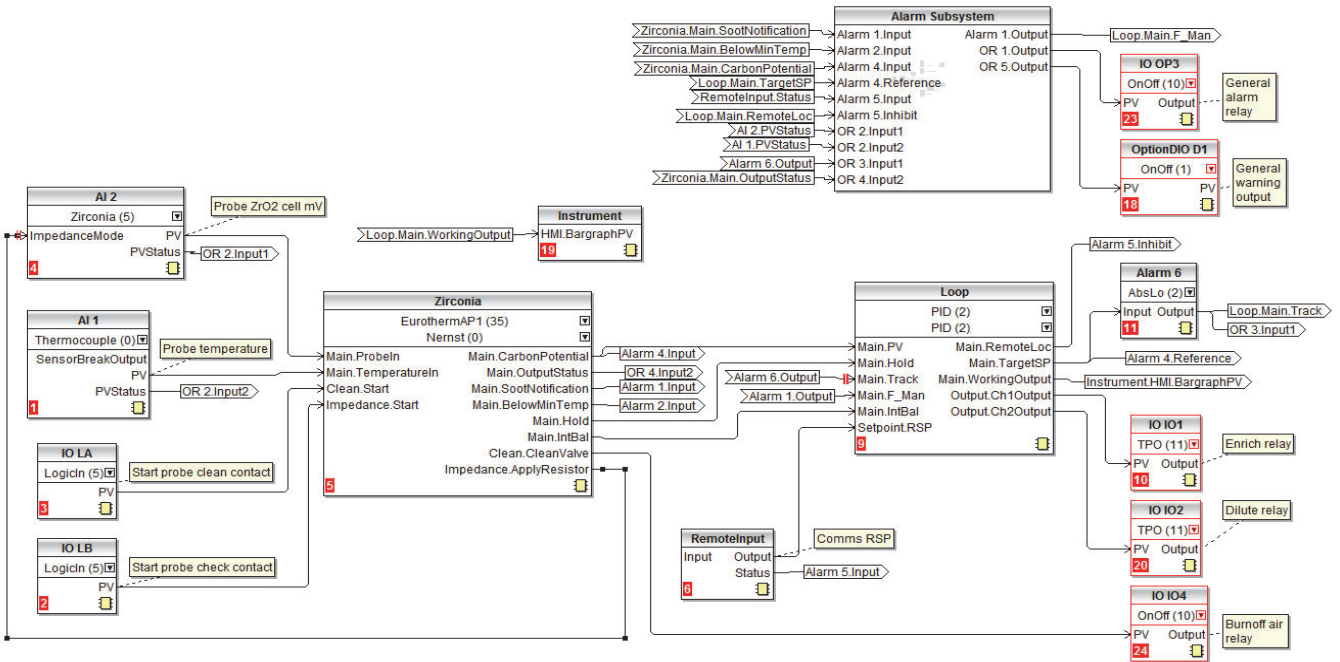 Alarm Subsystem
Zirconia.Main.SootNotification
Alarm 1.Input
Alarm 1.Output
Loop.Main.F_Man
Zirconia.Main.BelowMinTemp
Alarm 2.Input
OR 1.Output
Zirconia.Main.CarbonPotential
Alarm 4.Input
OR 5.Output
Loop.Main.TargetSP
Alarm 4.Reference
RemoteInput.Status
Alarm 5.Input
Loop.Main.RemoteLoc
Alarm 5.Inhibit
AI 2.PVStatus
OR 2.Input1
AI 1.PVStatus
OR 2.Input2
Alarm 6.Output
OR 3.Input1
Zirconia.Main.OutputStatus
OR 4.Input2
IO OP3
OnOff (10)
PV Output
23
General
alarm
relay
OptionDIO D1
OnOff (1)
PV PV
18
General
warning
output
AI 2
Zirconia (5)
ImpedanceMode PV
PVStatus
4
Probe ZrO2 cell mV
OR 2.Input1
Instrument
Loop.Main.WorkingOutput
HMI.BargraphPV
19
AI 1
Thermocouple (0)
SensorBreakOutput
PV
PVStatus
1
Probe temperature
OR 2.Input2
IO LA
LogicIn (5)
PV
3
Start probe clean contact
IO LB
LogicIn (5)
PV
2
Start probe check contact
Zirconia
EurothermAP1 (35)
Nernst (0)
Main.ProbeIn Main.CarbonPotential
Main.TemperatureIn Main.OutputStatus
Clean.Start Main.SootNotification
Impedance.Start Main.BelowMinTemp
Main.Hold
Main.IntBal
Clean.CleanValve
Impedance.ApplyResistor
5
Alarm 4.Input
OR 4.Input2
Alarm 1.Input
Alarm 2.Input
Alarm 6.Output
Alarm 1.Output
Loop
PID (2)
PID (2)
Main.PV Main.RemoteLoc
Main.Hold Main.TargetSP
Main.Track Main.WorkingOutput
Main.F_Man Output.Ch1Output
Main.IntBal Output.Ch2Output
Setpoint.RSP
9
Alarm 5.Inhibit
Alarm 6
AbsLo (2)
Input Output
11
Loop.Main.Track
OR 3.Input1
Alarm 4.Reference
Instrument.HMI.BargraphPV
IO IO1
TPO (11)
PV Output
10
Enrich relay
IO IO2
TPO (11)
PV Output
20
Dilute relay
RemoteInput
Input Output
Status
6
Comms RSP
Alarm 5.Input
IO IO4
OnOff (10)
PV Output
24
Burnoff air
relay